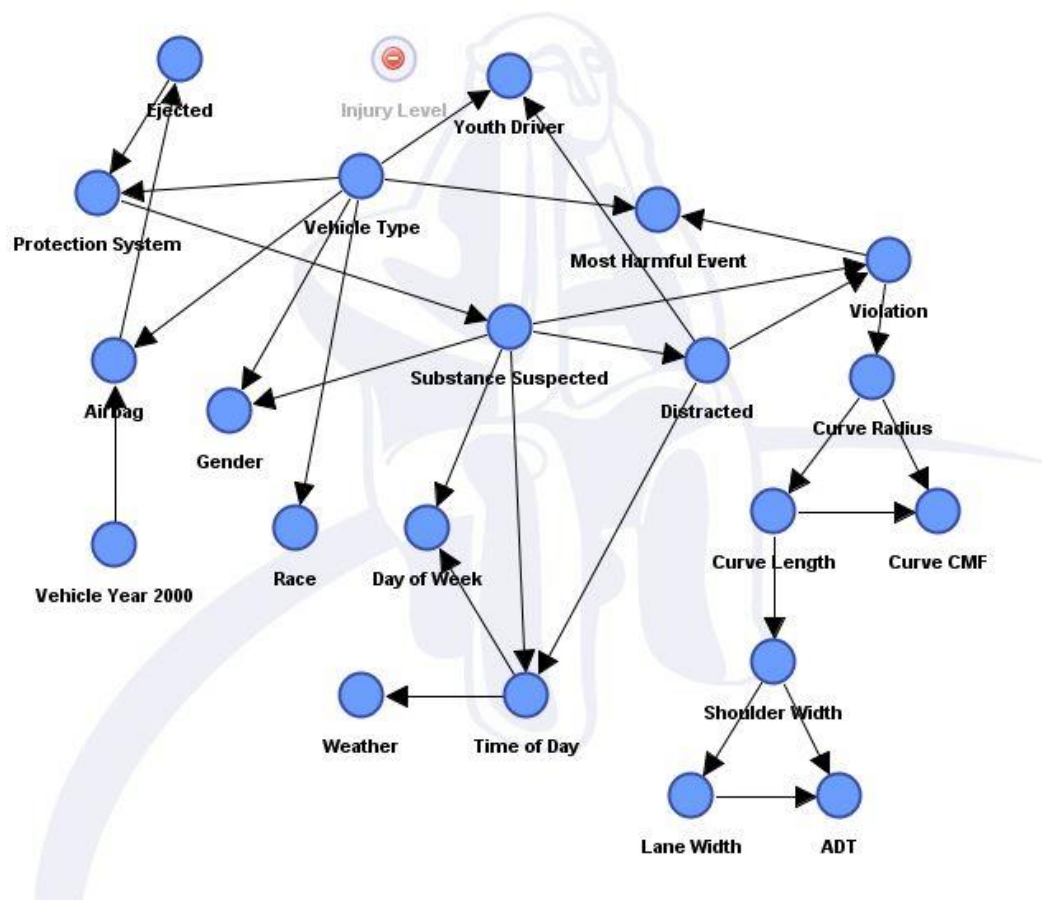 Ejected
Injury Level
Youth Driver
Protection System
Vehicle Type
Most Harmful Event
Violation
Airbag
Substance Suspected
Distracted
Gender
Curve Radius
Vehicle Year 2000
Race
Day of Week
Curve Length
Curve CMF
Weather
Time of Day
Shoulder Width
Lane Width
ADT